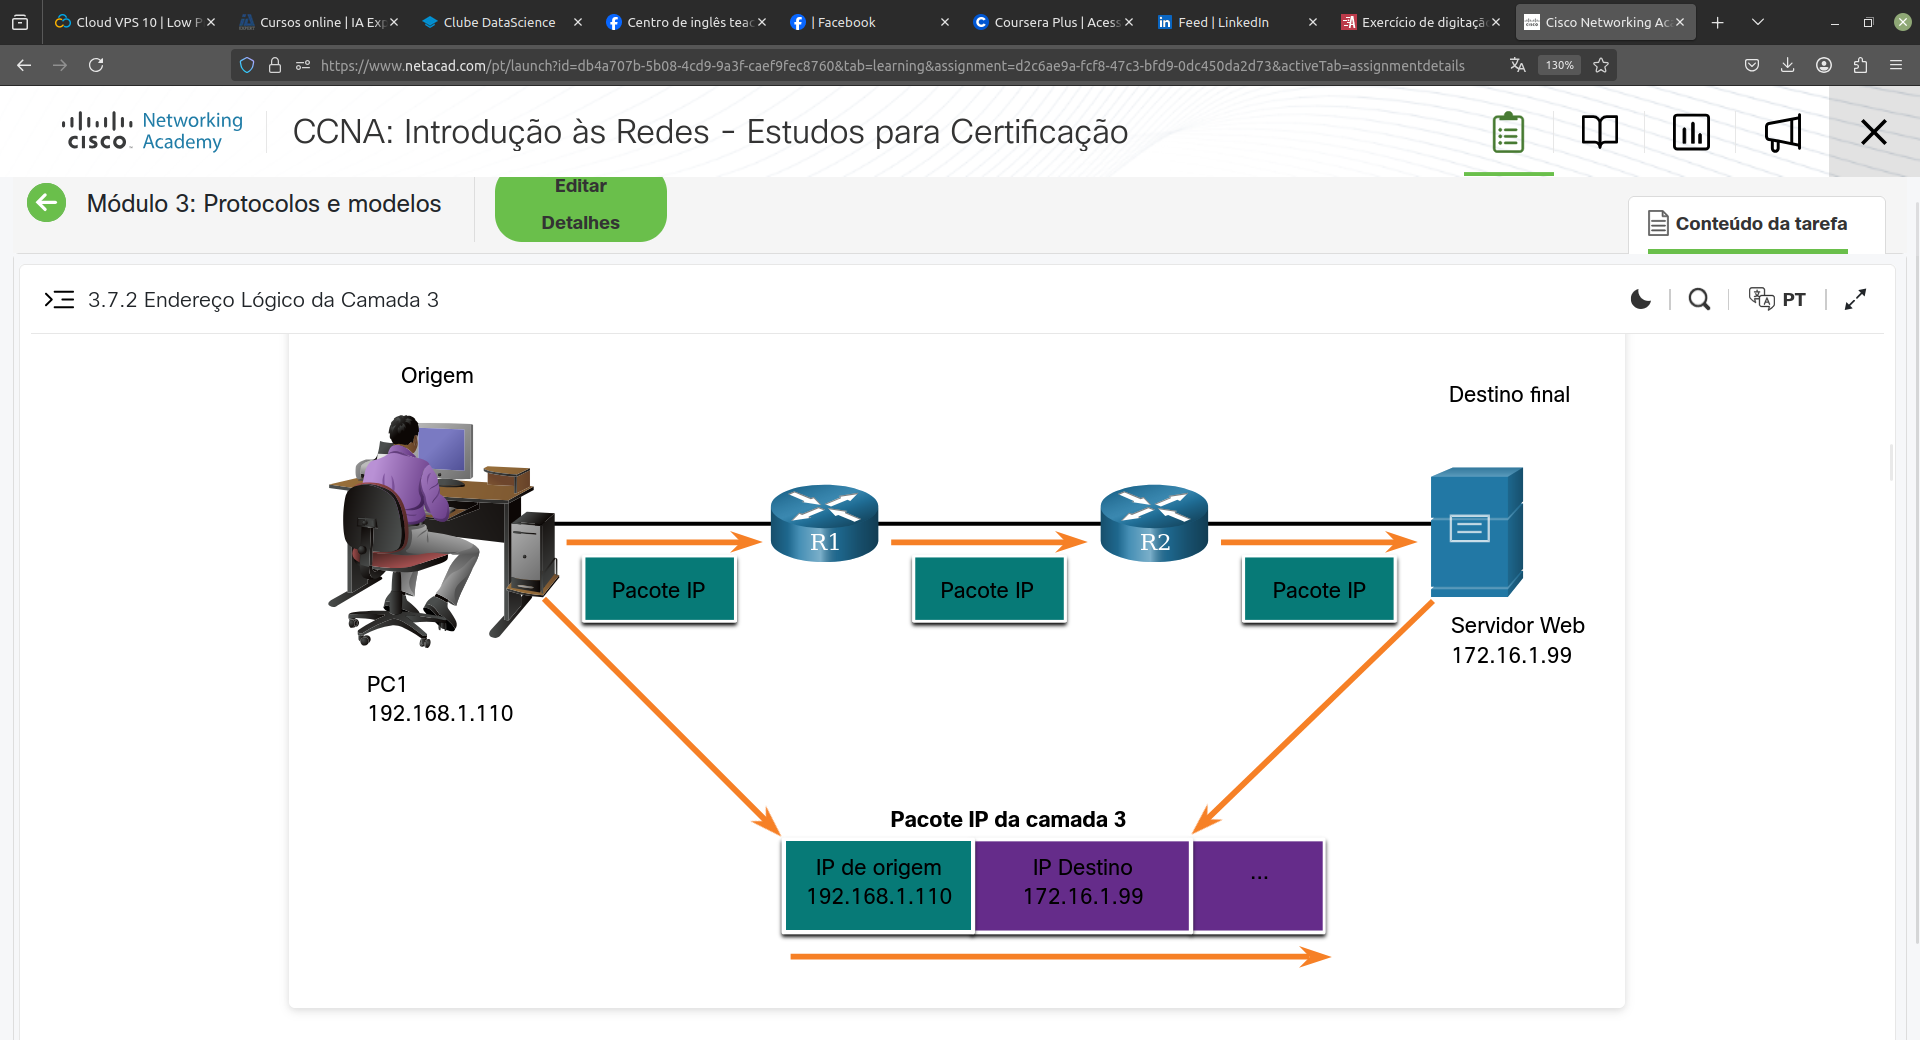 Cloud VPS 10 | Low P
Cursos online | IA Exp
Clube DataScience
Centro de inglês teac
| Facebook
Coursera Plus | Acess
Feed | LinkedIn
Exercício de digitaçã
Cisco Networking Ac
https://www.netacad.com/pt/launch?id=db4a707b-5b08-4cd9-9a3f-caef9fec8760&tab=learning&assignment=d2c6ae9a-fcf8-47c3-bfd9-0dc450da2d73&activeTab=assignmentdetails
130%
cisco Networking Academy
CCNA: Introdução às Redes - Estudos para Certificação
Módulo 3: Protocolos e modelos
Editar
Detalhes
Conteúdo da tarefa
3.7.2 Endereço Lógico da Camada 3
PT
Origem
Destino final
R1
R2
Pacote IP
Pacote IP
Pacote IP
Servidor Web
172.16.1.99
PC1
192.168.1.110
Pacote IP da camada 3
IP de origem
192.168.1.110
IP Destino
172.16.1.99
...